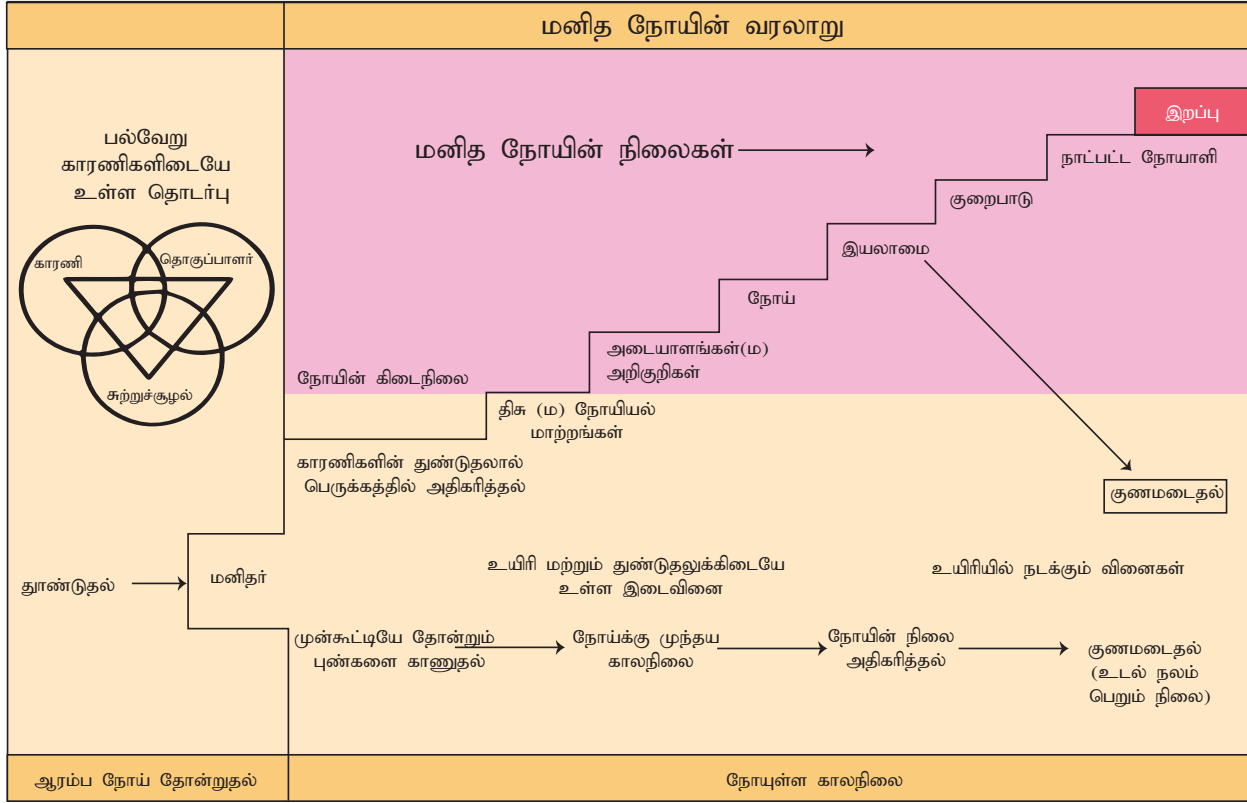 மனித நோயின் வரலாறு
பல்வேறு
காரணிகளிடையே
உள்ள தொடர்பு
காரணி
தொகுப்பாளர்
சுற்றுச்சூழல்
மனித நோயின் நிலைகள்
இறப்பு
நாட்பட்ட நோயாளி
குறைபாடு
இயலாமை
நோய்
அடையாளங்கள்(ம)
அறிகுறிகள்
நோயின் கிடைநிலை
திசு (ம) நோயியல்
மாற்றங்கள்
காரணிகளின் துண்டுதலால்
பெருக்கத்தில் அதிகரித்தல்
குணமடைதல்
தூண்டுதல்
மனிதர்
உயிரி மற்றும் துண்டுதலுக்கிடையே
உள்ள இடைவினை
உயிரியில் நடக்கும் வினைகள்
முன்கூட்டியே தோன்றும்
புண்களை காணுதல்
நோய்க்கு முந்தய
காலநிலை
நோயின் நிலை
அதிகரித்தல்
குணமடைதல்
(உடல் நலம்
பெறும் நிலை)
ஆரம்ப நோய் தோன்றுதல்
நோயுள்ள காலநிலை